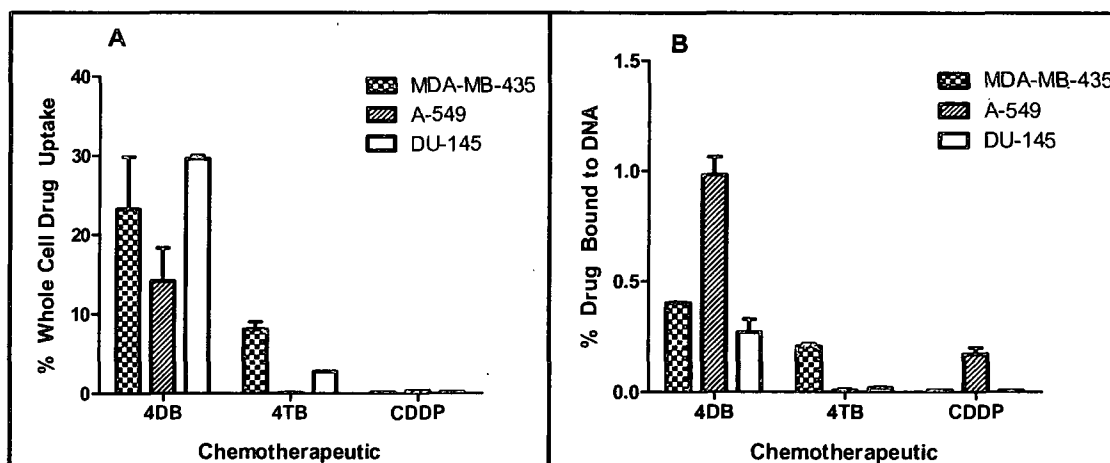 A
% Whole Cell Drug Uptake
40
30
20
10
0
MDA-MB-435
A-549
DU-145
4DB
4TB
CDDP
Chemotherapeutic
B
% Drug Bound to DNA
1.5
1.0
0.5
0.0
MDA-MB-435
A-549
DU-145
4DB
4TB
CDDP
Chemotherapeutic